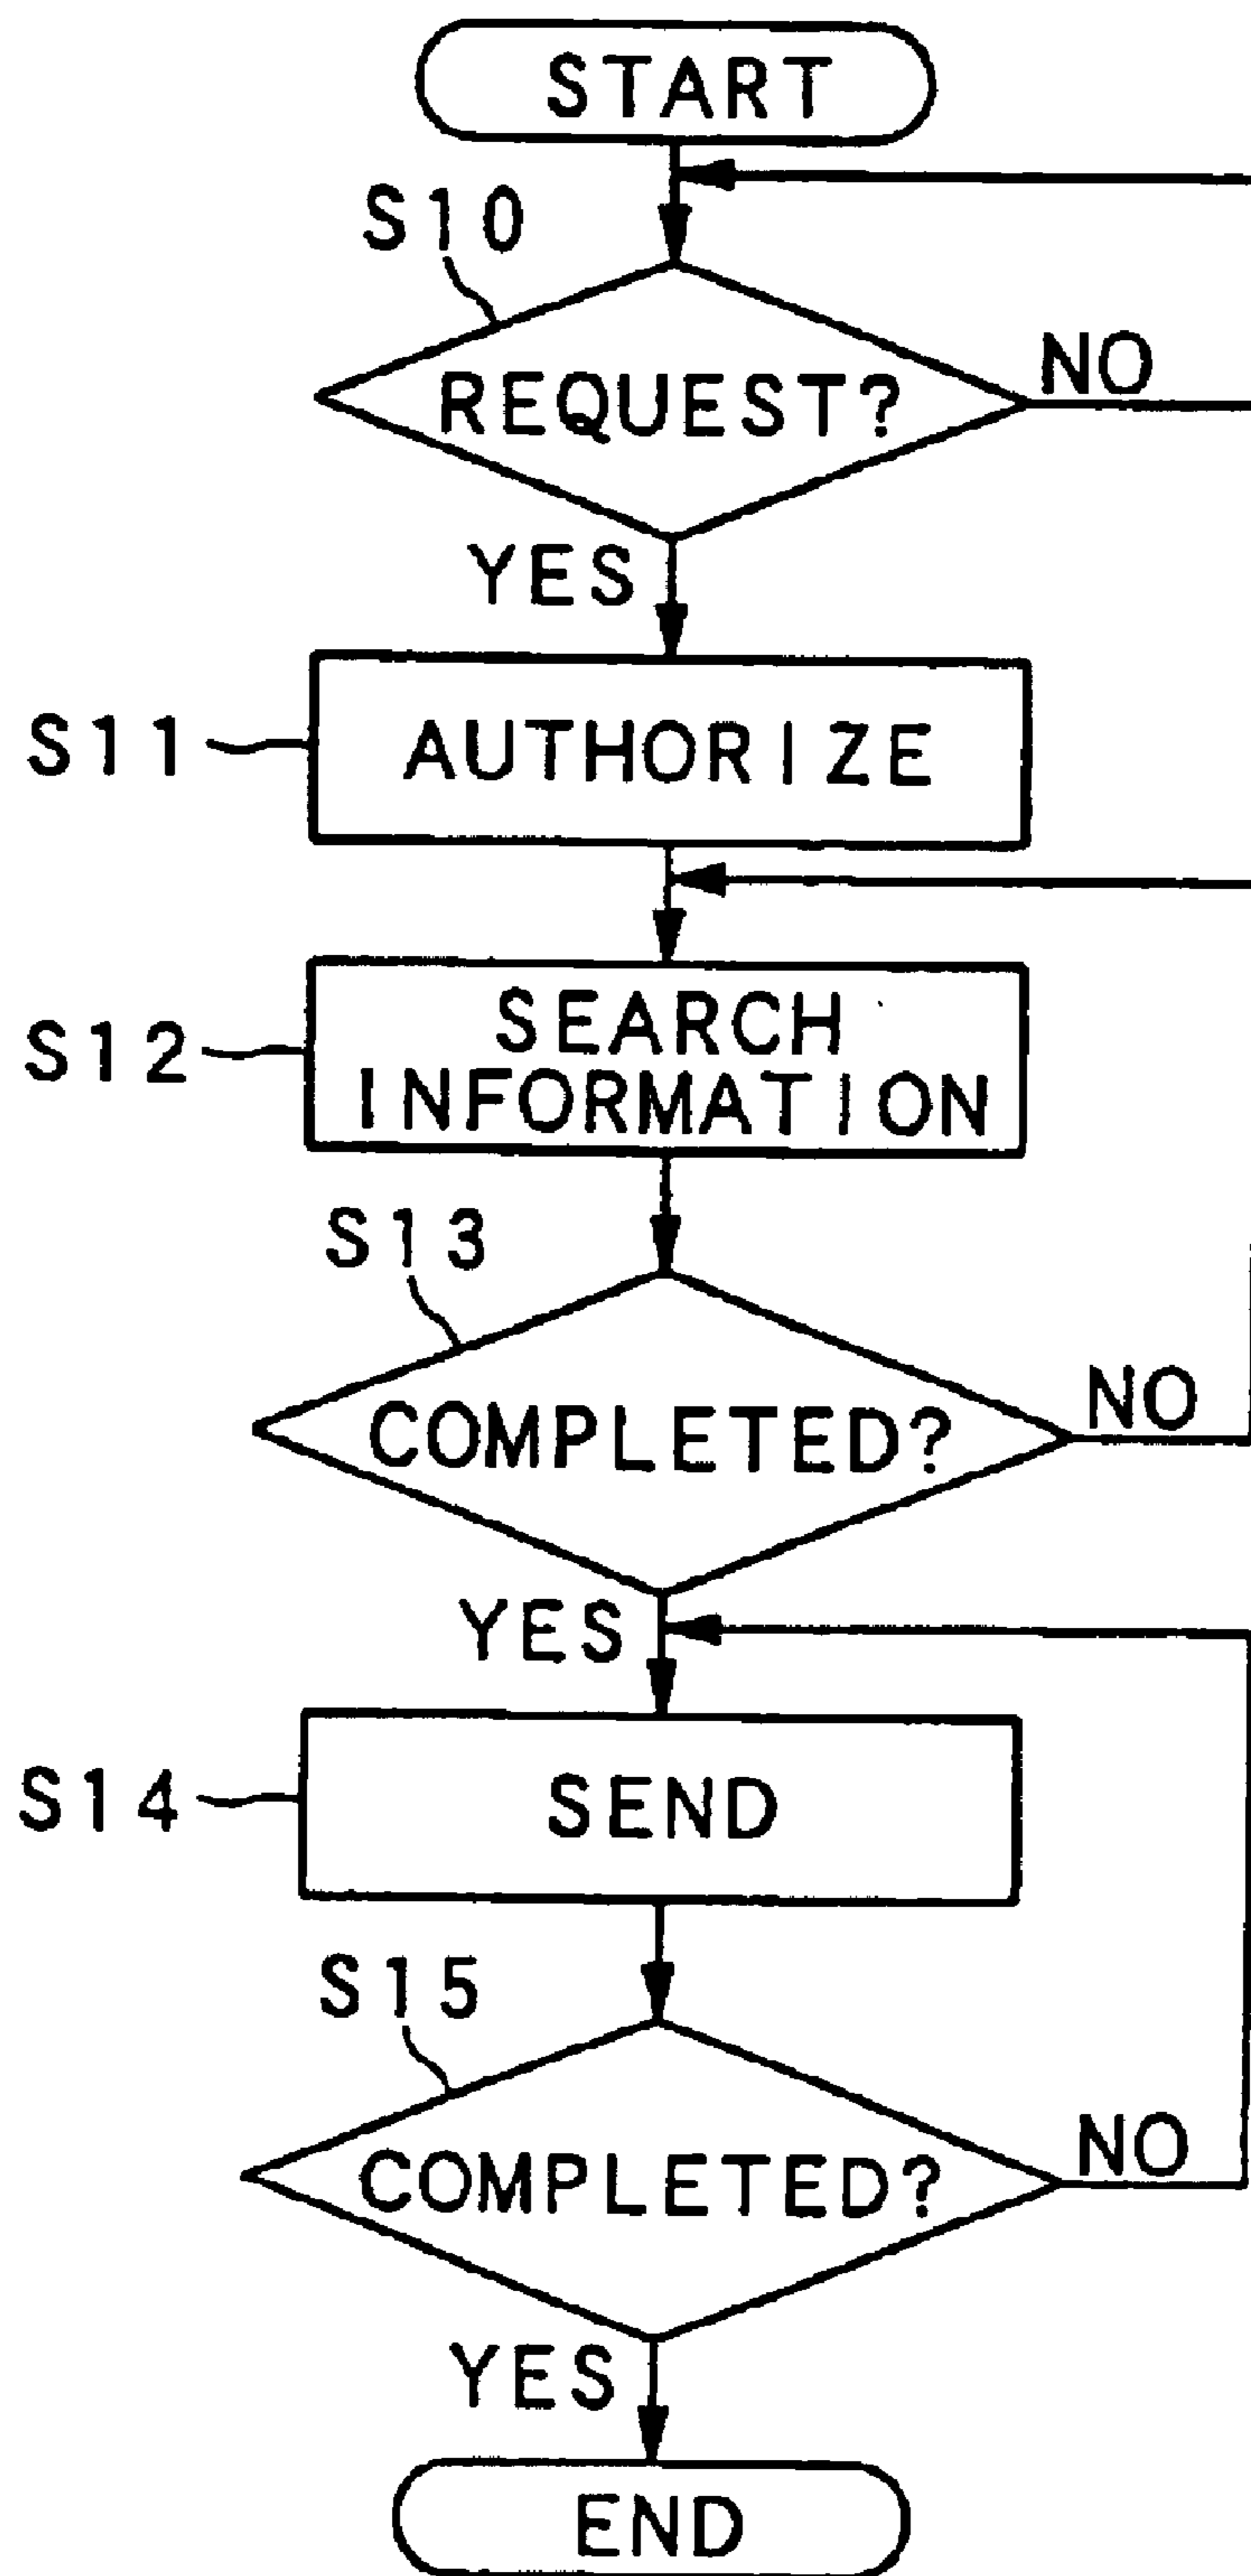 START
S10
REQUEST?
NO
YES
S11
AUTHORIZE
S12
SEARCH
INFORMATION
S13
COMPLETED?
NO
YES
S14
SEND
S15
COMPLETED?
NO
YES
END